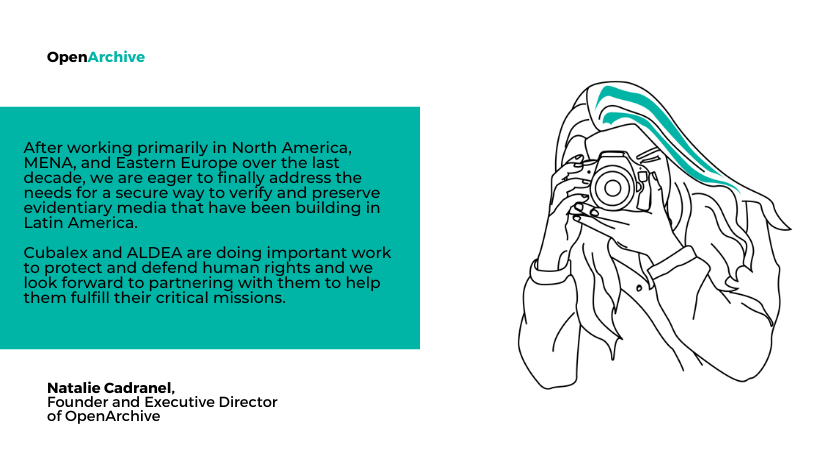 OpenArchive
After working primarily in North America,
MENA, and Eastern Europe over the last
decade, we are eager to finally address the
needs for a secure way to verify and preserve
evidentiary media that have been building in
Latin America.
Cubalex and ALDEA are doing important work
to protect and defend human rights and we
look forward to partnering with them to help
them fulfill their critical missions.
Natalie Cadranel,
Founder and Executive Director
of OpenArchive